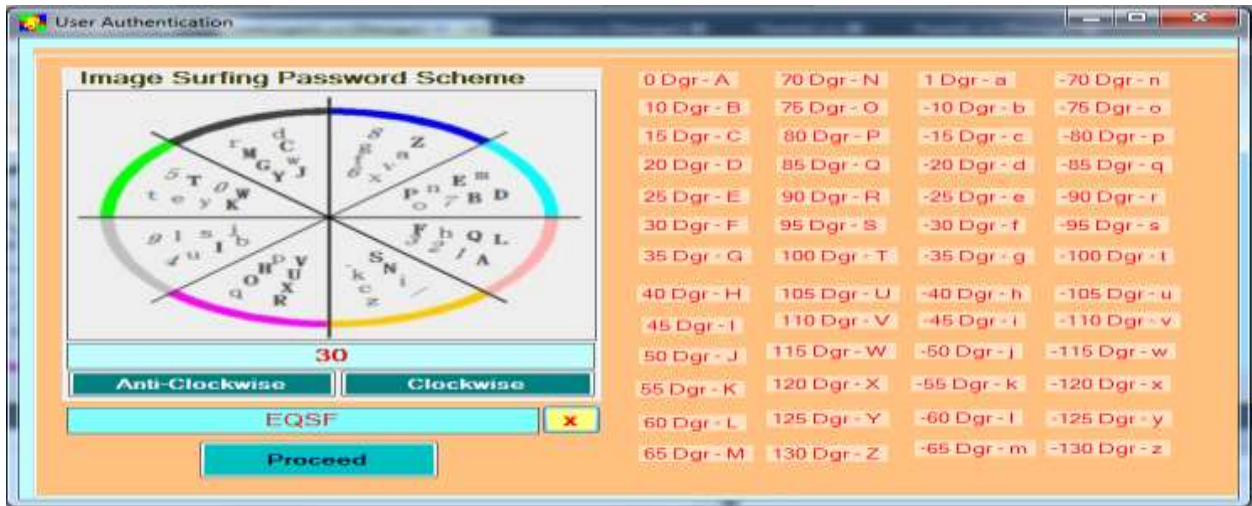 User Authentication
Image Surfing Password Scheme
30
Anti-Clockwise Clockwise
EQSF x
Proceed
0 Dgr - A 70 Dgr - N 1 Dgr - a -70 Dgr - n
10 Dgr - B 75 Dgr - O -10 Dgr - b -75 Dgr - o
15 Dgr - C 80 Dgr - P -15 Dgr - c -80 Dgr - p
20 Dgr - D 85 Dgr - Q -20 Dgr - d -85 Dgr - q
25 Dgr - E 90 Dgr - R -25 Dgr - e -90 Dgr - r
30 Dgr - F 95 Dgr - S -30 Dgr - f -95 Dgr - s
35 Dgr - G 100 Dgr - T -35 Dgr - g -100 Dgr - t
40 Dgr - H 105 Dgr - U -40 Dgr - h -105 Dgr - u
45 Dgr - I 110 Dgr - V -45 Dgr - i -110 Dgr - v
50 Dgr - J 115 Dgr - W -50 Dgr - j -115 Dgr - w
55 Dgr - K 120 Dgr - X -55 Dgr - k -120 Dgr - x
60 Dgr - L 125 Dgr - Y -60 Dgr - l -125 Dgr - y
65 Dgr - M 130 Dgr - Z -65 Dgr - m -130 Dgr - z